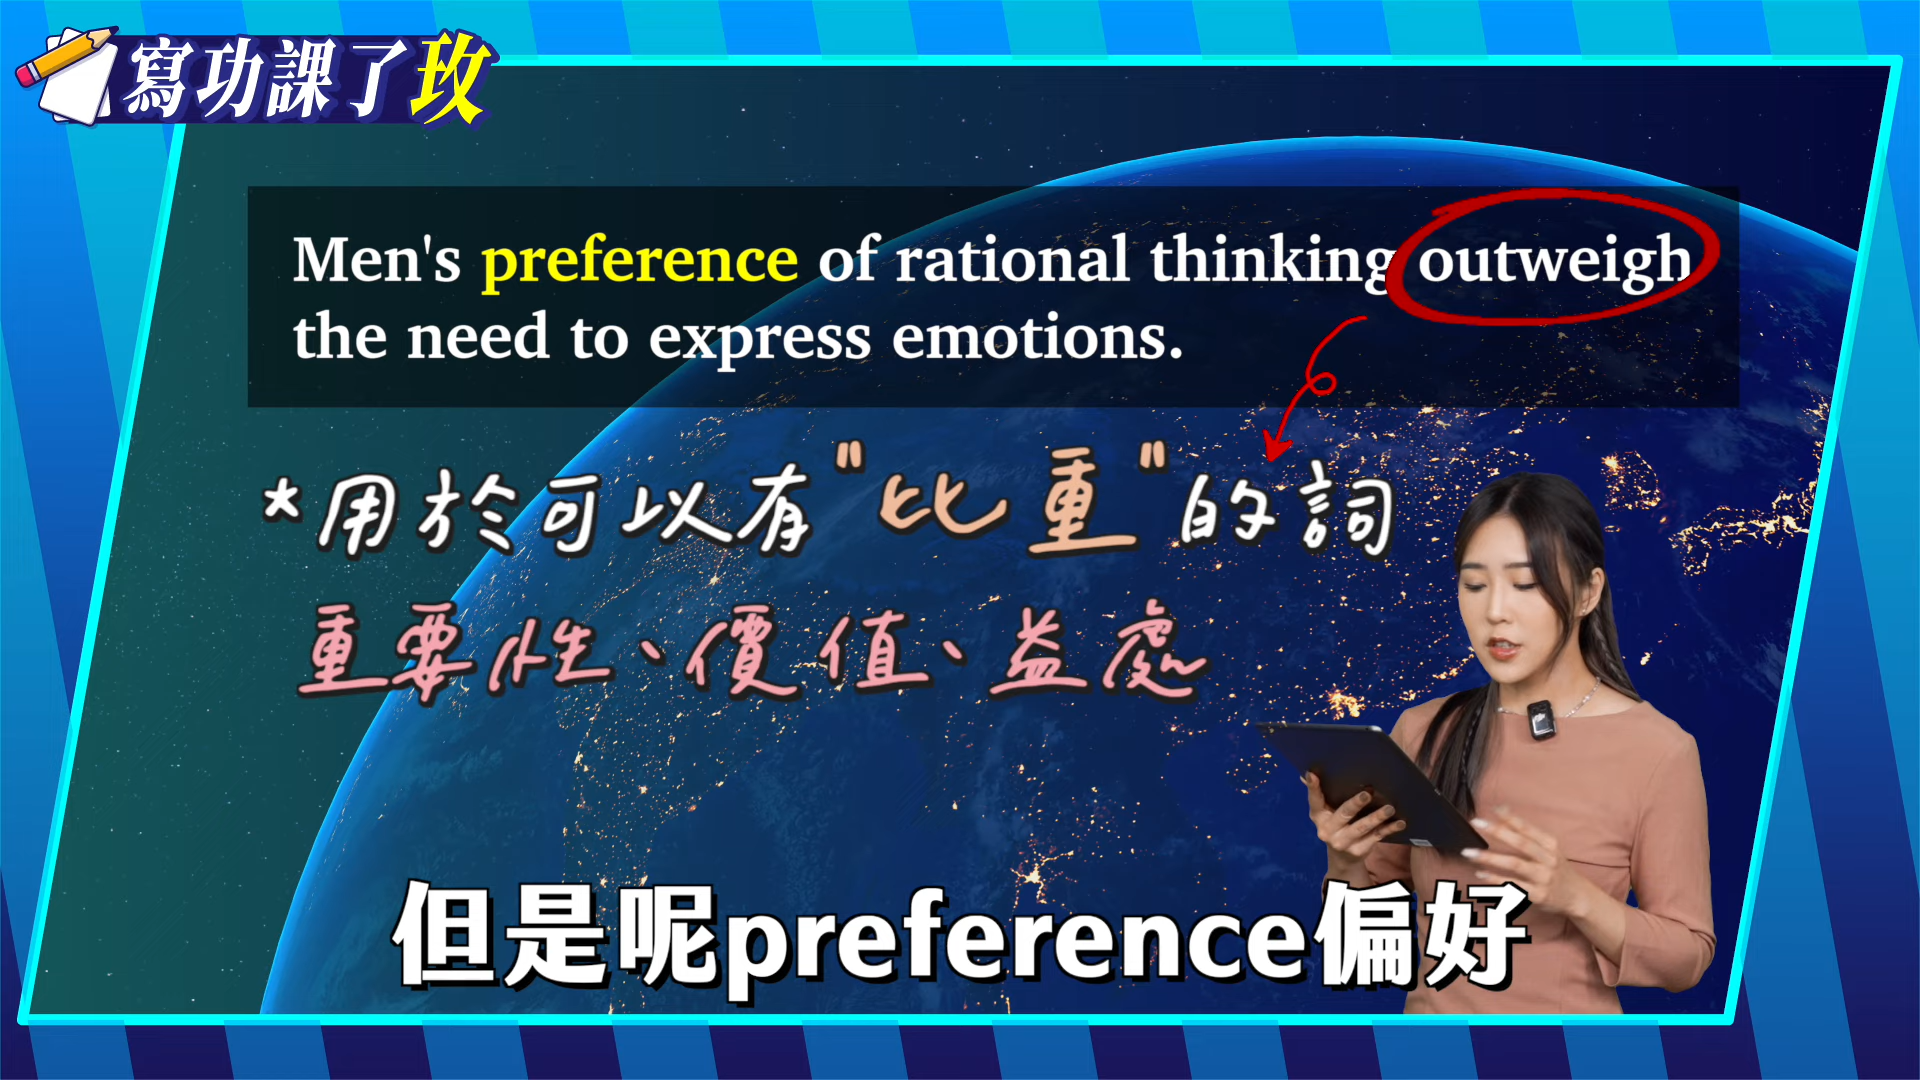 寫功課了玫
Men's preference of rational thinking outweigh
the need to express emotions.
*用於可以有"比重"的詞
重要性、價值、益處
但是呢preference偏好